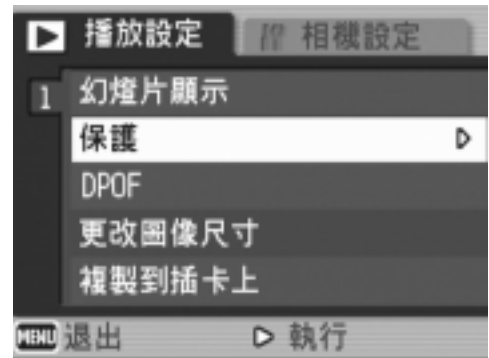 播放設定 相機設定
1 幻燈片顯示
保護
DPOF
更改圖像尺寸
複製到插卡上
MENU 退出 執行